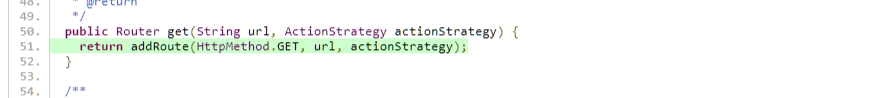 48. * @return
49. */
50. public Router get(String url, ActionStrategy actionStrategy) {
51. return addRoute(HttpMethod.GET, url, actionStrategy);
52. }
53.
54. /**